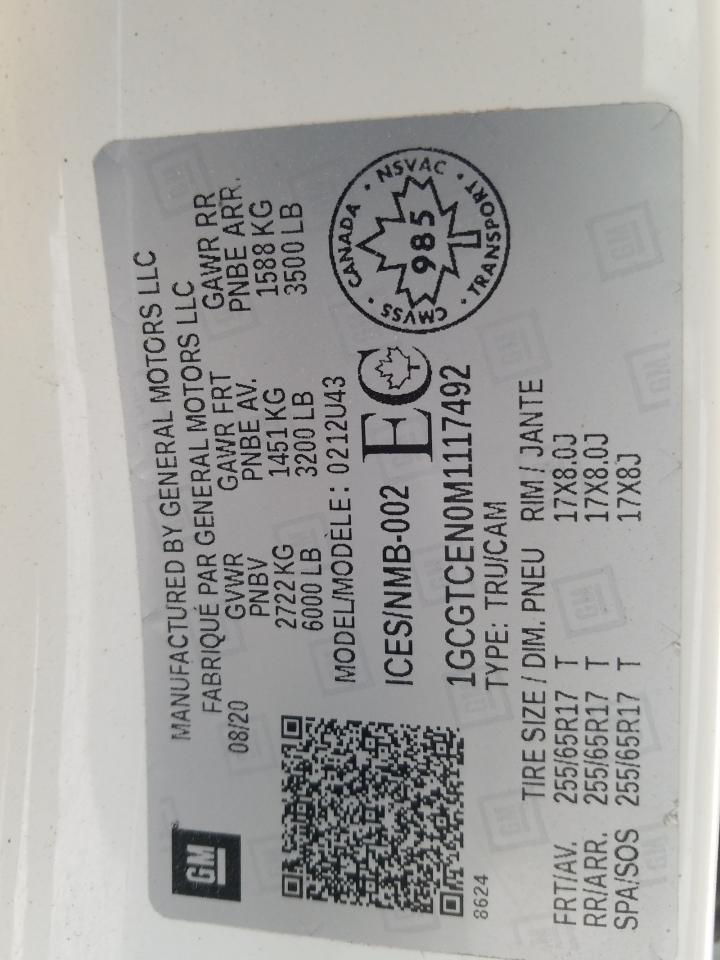 GM
MANUFACTURED BY GENERAL MOTORS LLC
FABRIQUÉ PAR GENERAL MOTORS LLC
08/20 GVWR GAWR FRT GAWR RR
PNBV PNBE AV. PNBE ARR.
2722 KG 1451 KG 1588 KG
6000 LB 3200 LB 3500 LB
MODEL/MODÈLE: 0212U43
ICES/NMB-002 EC
CANADA • NSVAC • TRANSPORT • CMVSS •
985
1GCGTCEN0M1117492
TYPE: TRU/CAM
8624
TIRE SIZE / DIM. PNEU RIM / JANTE
FRT/AV. 255/65R17 T 17X8.0J
RR/ARR. 255/65R17 T 17X8.0J
SPA/SOS 255/65R17 T 17X8J